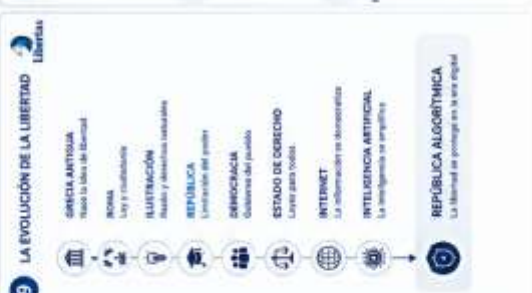 9 LA EVOLUCIÓN DE LA LIBERTAD
Libertas
GRECIA ANTIGUA
Nace la idea de libertad
ROMA
Ley y ciudadanía
ILUSTRACIÓN
Razón y derechos naturales
REPÚBLICA
Limitación del poder
DEMOCRACIA
Gobierno del pueblo
ESTADO DE DERECHO
Leyes para todos
INTERNET
La información se democratiza
INTELIGENCIA ARTIFICIAL
La inteligencia se amplifica
REPÚBLICA ALGORÍTMICA
La libertad se protege en la era digital